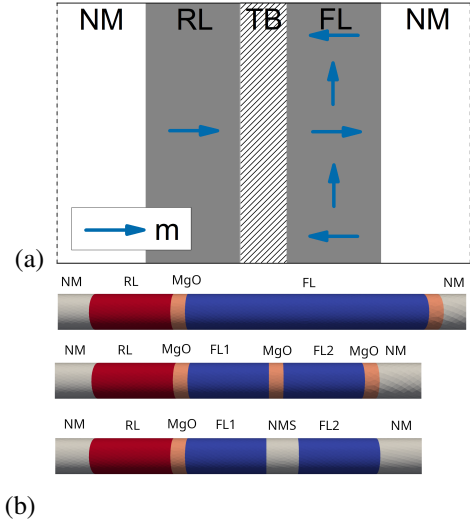 NM RL TB FL NM
m
(a)
NM RL MgO FL NM
NM RL MgO FL1 MgO FL2 MgO NM
NM RL MgO FL1 NMS FL2 NM
(b)